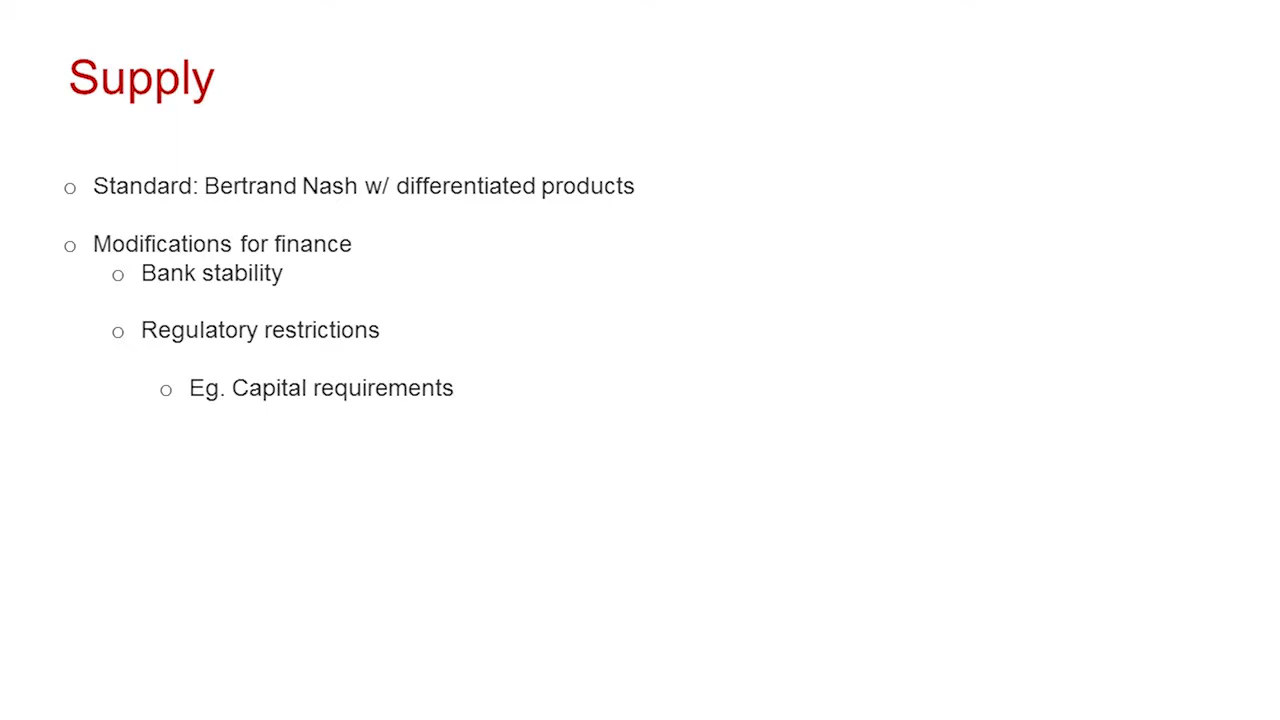 Supply
o Standard: Bertrand Nash w/ differentiated products
o Modifications for finance
o Bank stability
o Regulatory restrictions
o Eg. Capital requirements